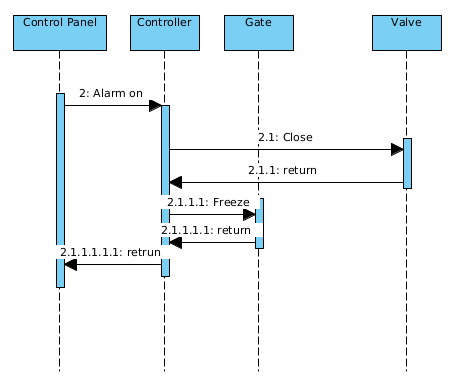 Control Panel
Controller
Gate
Valve
2: Alarm on
2.1: Close
2.1.1: return
2.1.1.1: Freeze
2.1.1.1.1: return
2.1.1.1.1.1: retrun